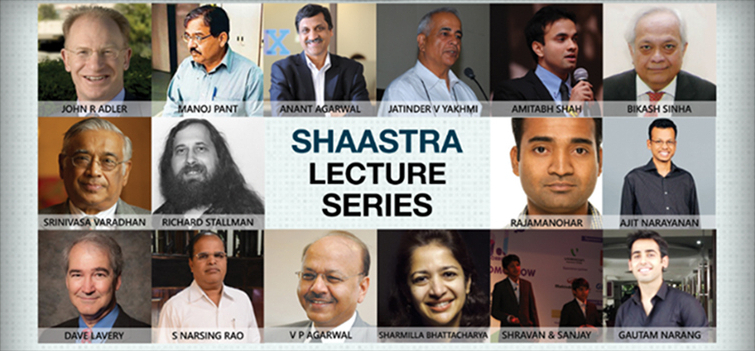 JOHN R ADLER
MANOJ PANT
ANANT AGARWAL
JATINDER V YAKHMI
AMITABH SHAH
BIKASH SINHA
SRINIVASA VARADHAN
RICHARD STALLMAN
SHAASTRA
LECTURE
SERIES
RAJAMANOHAR
AJIT NARAYANAN
DAVE LAVERY
S NARSING RAO
V P AGARWAL
SHARMILLA BHATTACHARYA
SHRAVAN & SANJAY
GAUTAM NARANG